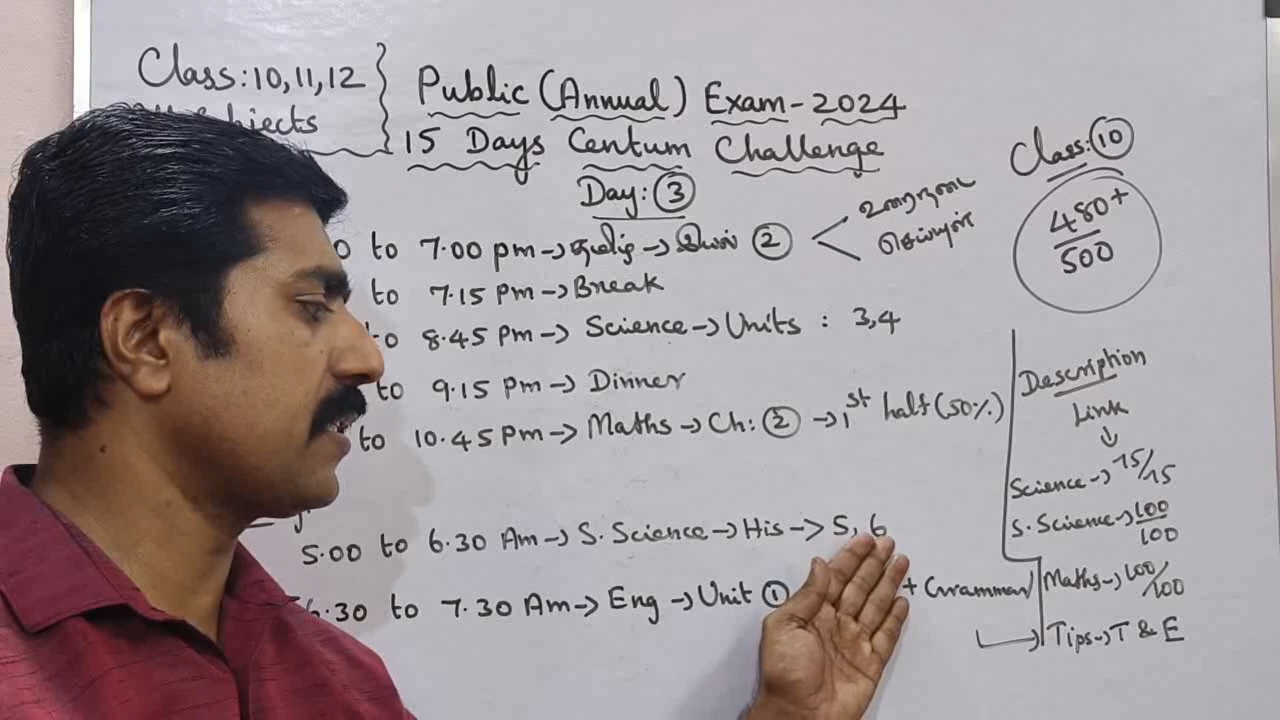 Class: 10, 11, 12
Public (Annual) Exam - 2024
15 Days Centum Challenge
Day: 3
0 to 7.00 pm → தமிழ் → இயல் 2
to 7.15 pm → Break
to 8.45 pm → Science → Units : 3,4
to 9.15 pm → Dinner
to 10.45 pm → Maths → Ch: 2 → 1st half (50%)
5.00 to 6.30 Am → S. Science → His → 5, 6
6.30 to 7.30 Am → Eng → Unit 1 + Grammar
Class: 10
480+
500
Description
Link
↓
Science → 75/75
S. Science → 100/100
Maths → 100/100
Tips → T & E